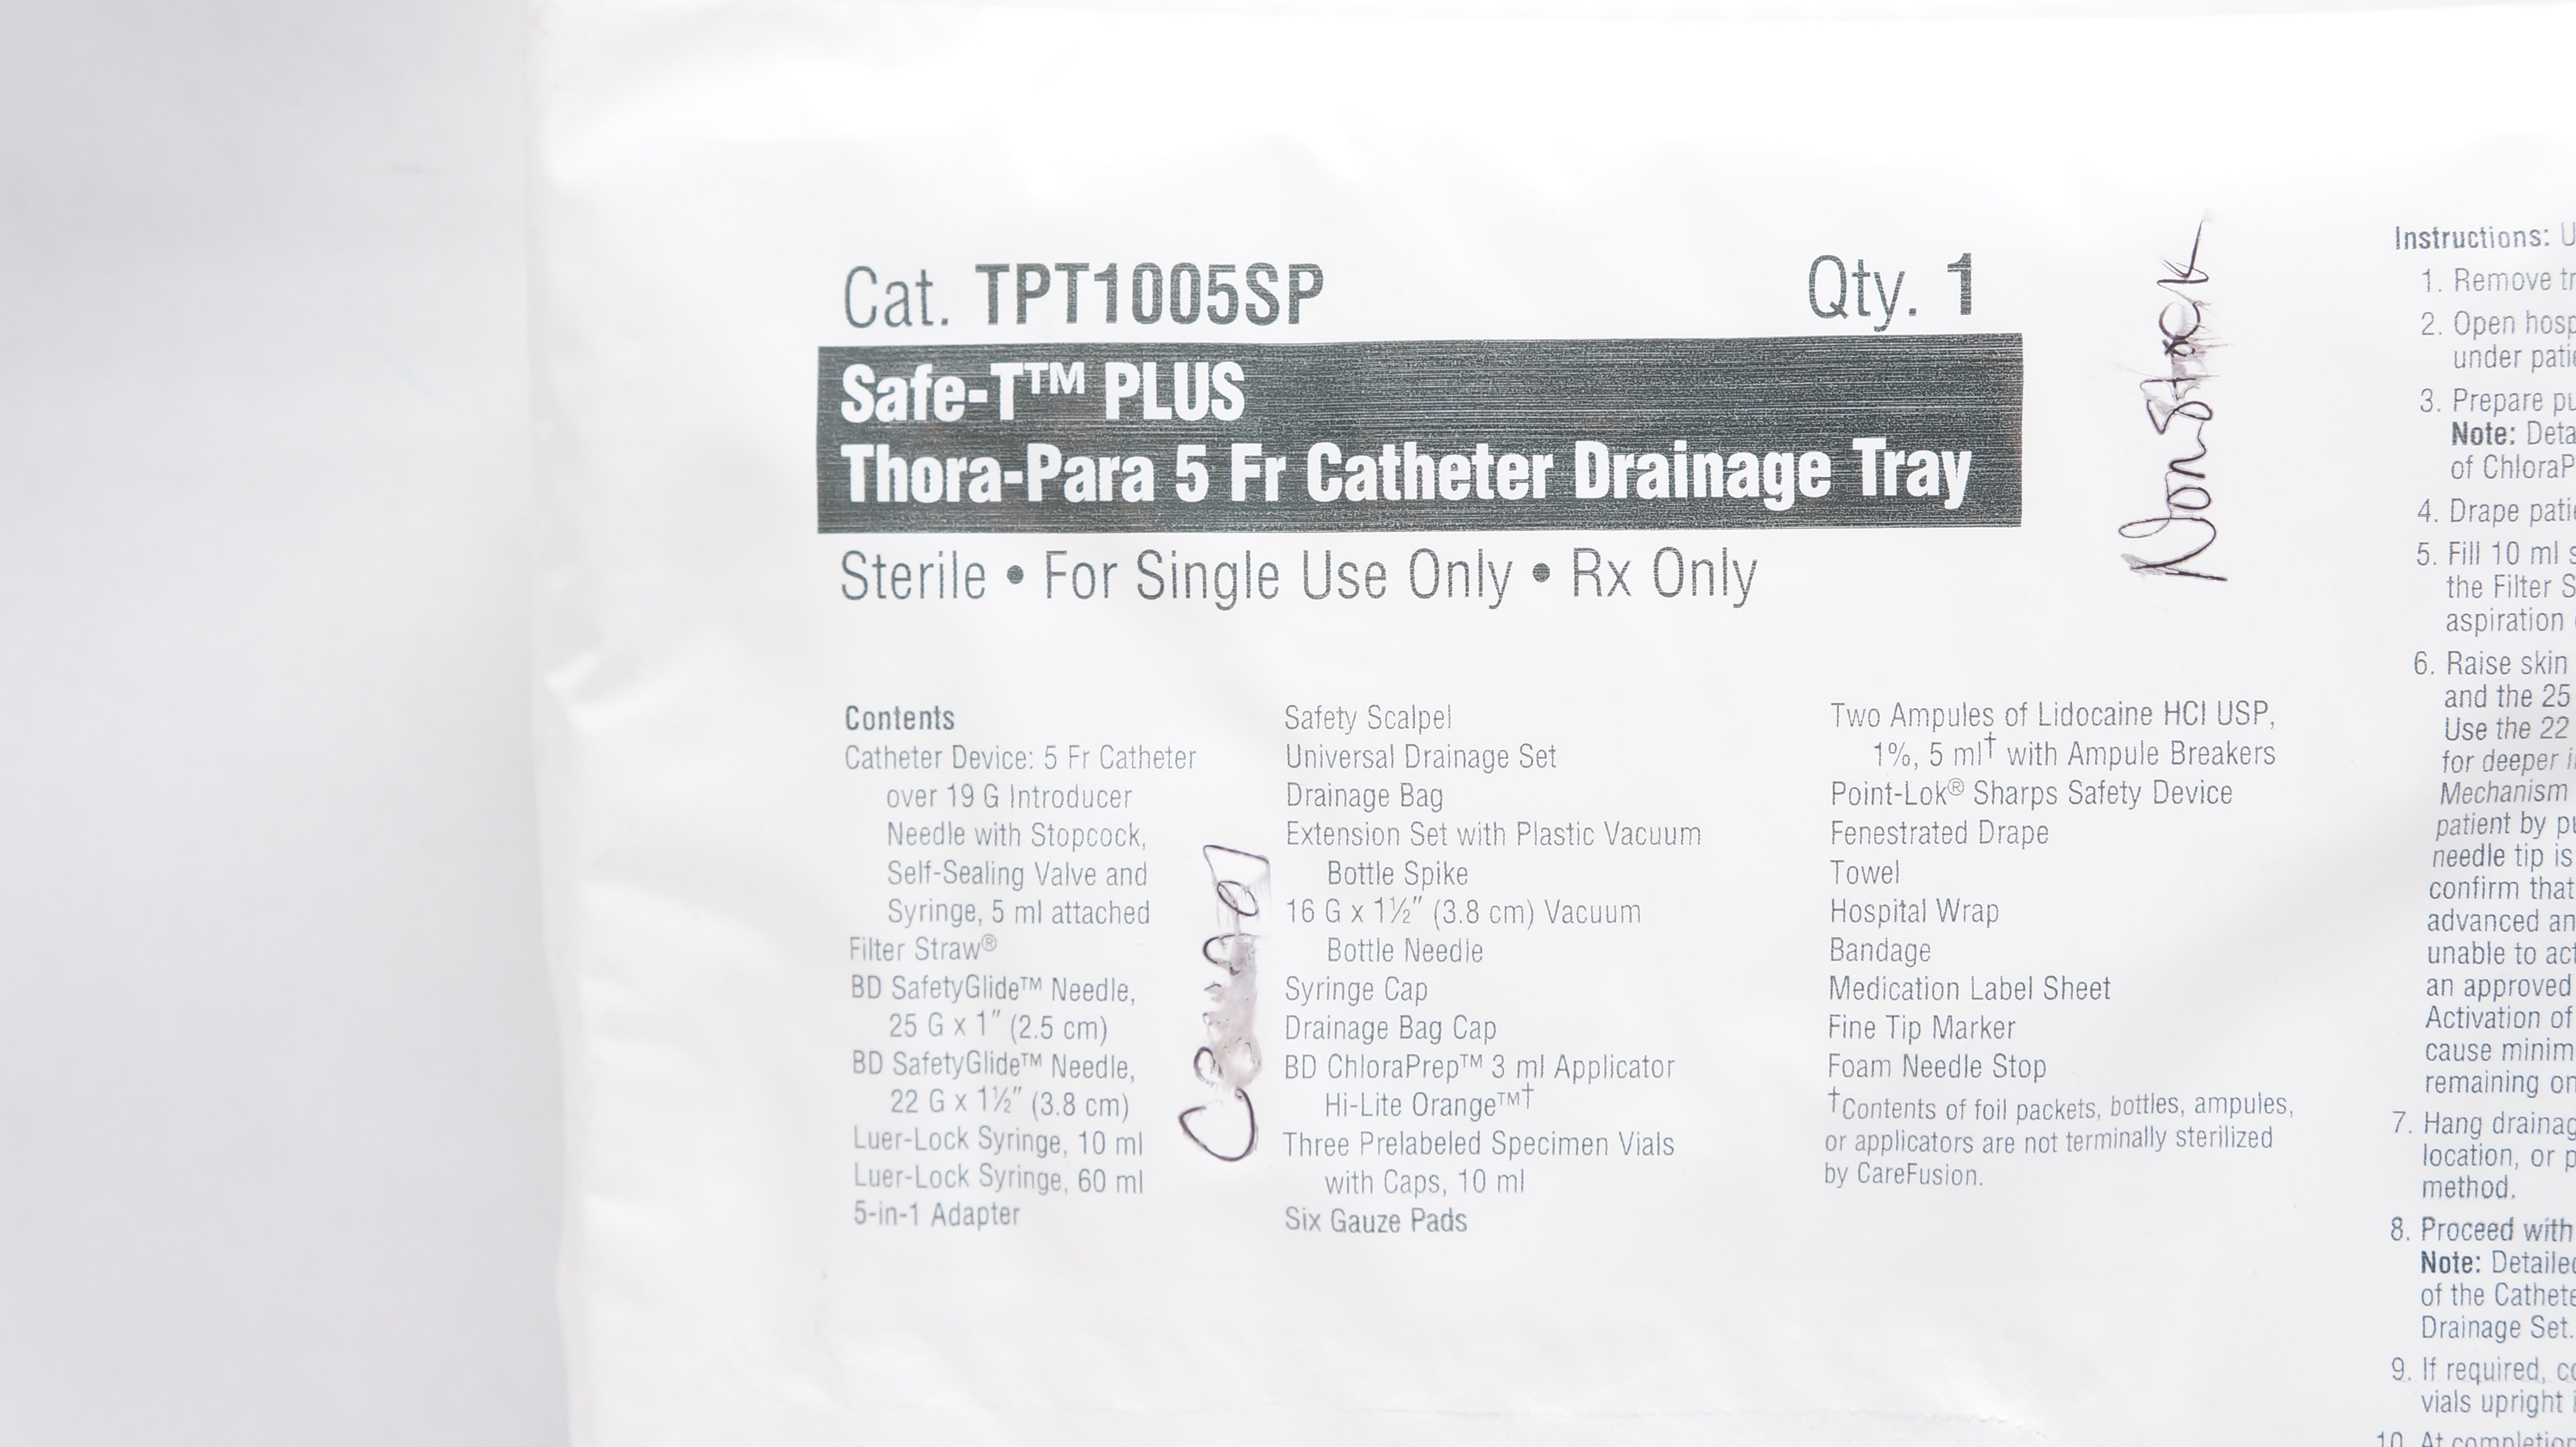 Cat. TPT1005SP
Qty. 1
Safe-T™ PLUS
Thora-Para 5 Fr Catheter Drainage Tray
Sterile • For Single Use Only • Rx Only
Non Stock
Contents
Catheter Device: 5 Fr Catheter
over 19 G Introducer
Needle with Stopcock,
Self-Sealing Valve and
Syringe, 5 ml attached
Filter Straw®
BD SafetyGlide™ Needle,
25 G x 1″ (2.5 cm)
BD SafetyGlide™ Needle,
22 G x 1½″ (3.8 cm)
Luer-Lock Syringe, 10 ml
Luer-Lock Syringe, 60 ml
5-in-1 Adapter
Safety Scalpel
Universal Drainage Set
Drainage Bag
Extension Set with Plastic Vacuum
Bottle Spike
16 G x 1½″ (3.8 cm) Vacuum
Bottle Needle
Syringe Cap
Drainage Bag Cap
BD ChloraPrep™ 3 ml Applicator
Hi-Lite Orange™†
Three Prelabeled Specimen Vials
with Caps, 10 ml
Six Gauze Pads
Two Ampules of Lidocaine HCl USP,
1%, 5 ml† with Ampule Breakers
Point-Lok® Sharps Safety Device
Fenestrated Drape
Towel
Hospital Wrap
Bandage
Medication Label Sheet
Fine Tip Marker
Foam Needle Stop
†Contents of foil packets, bottles, ampules,
or applicators are not terminally sterilized
by CareFusion.
Instructions:
1. Remove
2. Open
under
3. Prepare
Note:
of
4. Drape
5. Fill 10 ml
the Filter
aspiration
6. Raise skin
and the 25
Use the 22
for deeper
Mechanism
patient by
needle tip is
confirm that
advanced
unable to
an approved
Activation of
cause
remaining
7. Hang
location, or
method.
8. Proceed with
Note:
of the
Drainage Set.
9. If required,
vials upright
10. At